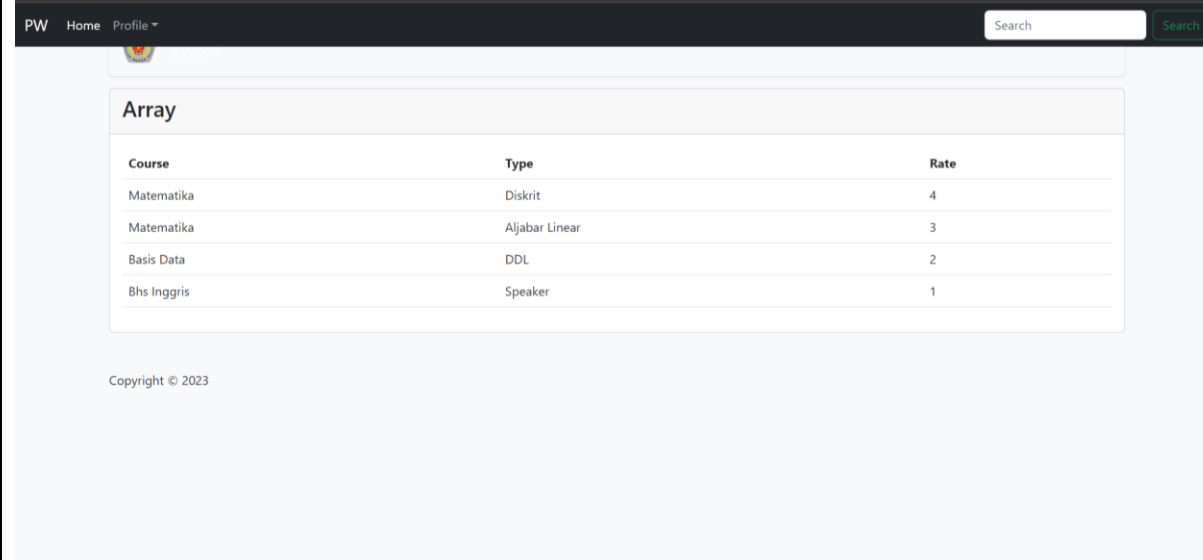 PW Home Profile Search Search
Array
Course Type Rate
Matematika Diskrit 4
Matematika Aljabar Linear 3
Basis Data DDL 2
Bhs Inggris Speaker 1
Copyright © 2023